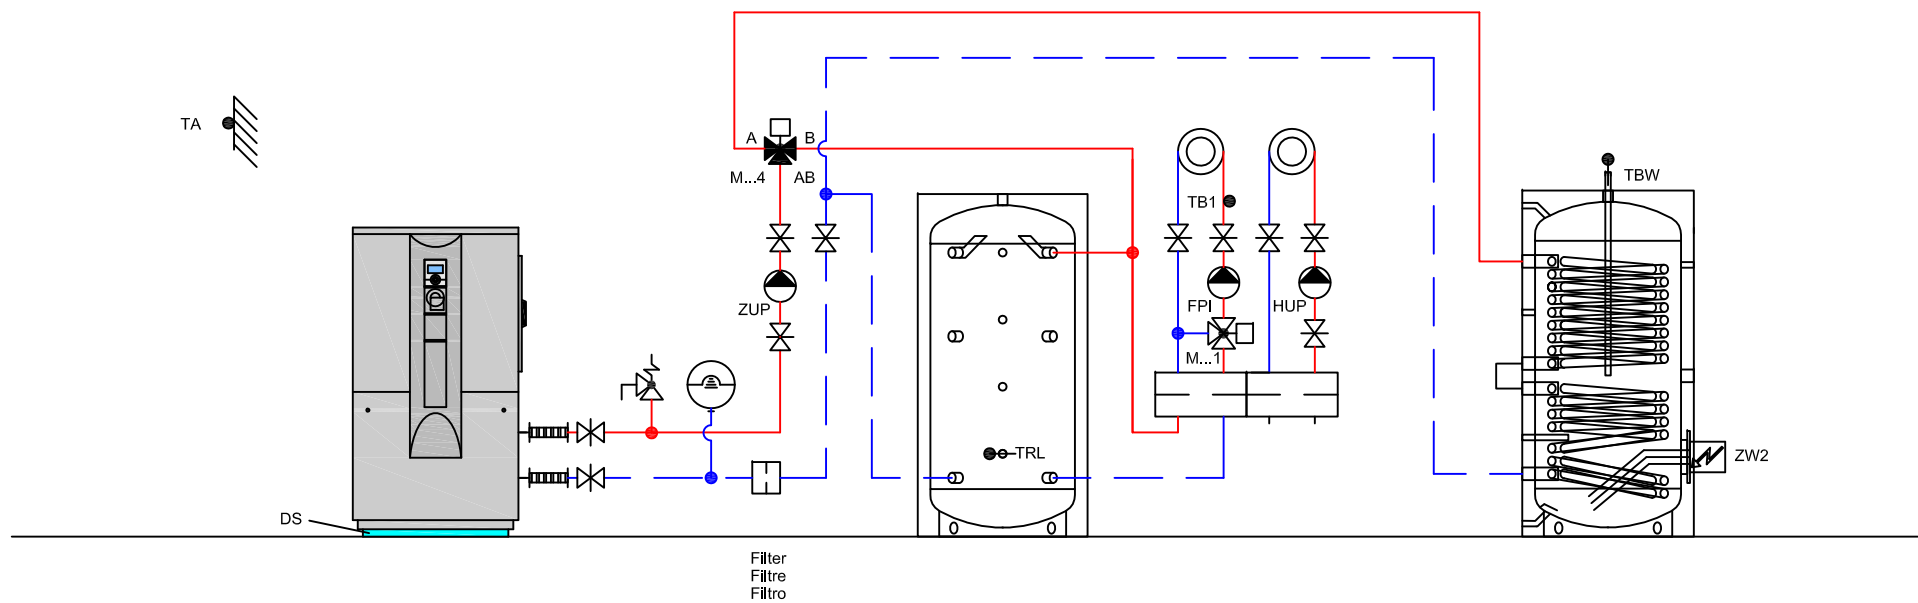 TA
A
B
M...4
AB
TB1
TBW
ZUP
FPI
HUP
M...1
TRL
ZW2
DS
Filter
Filtre
Filtro